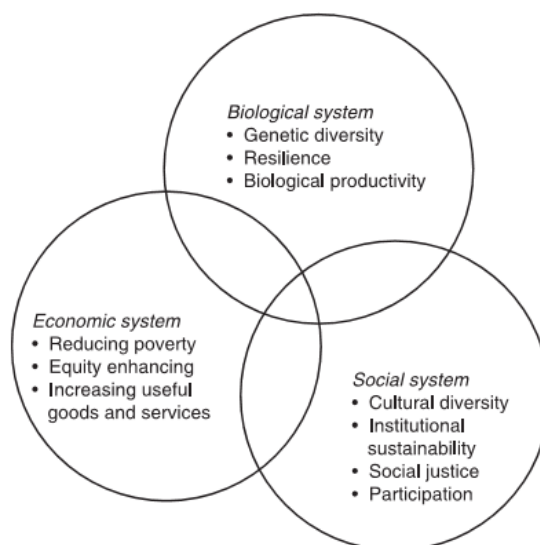 Biological system
• Genetic diversity
• Resilience
• Biological productivity
Economic system
• Reducing poverty
• Equity enhancing
• Increasing useful
goods and services
Social system
• Cultural diversity
• Institutional
sustainability
• Social justice
• Participation